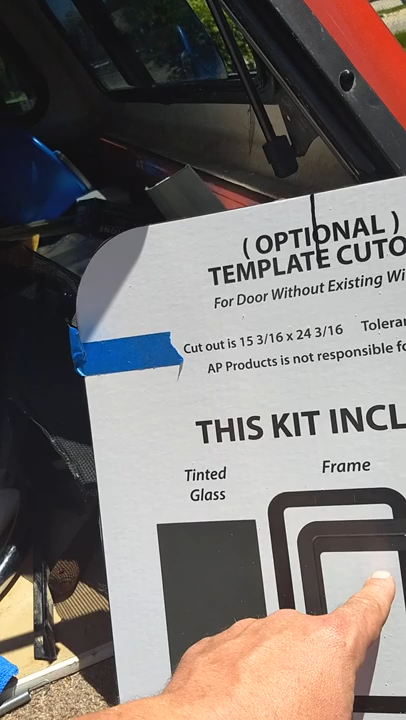 ( OPTIONAL )
TEMPLATE CUTO
For Door Without Existing Wi
Cut out is 15 3/16 x 24 3/16 Toleran
AP Products is not responsible fo
THIS KIT INCL
Tinted
Glass
Frame